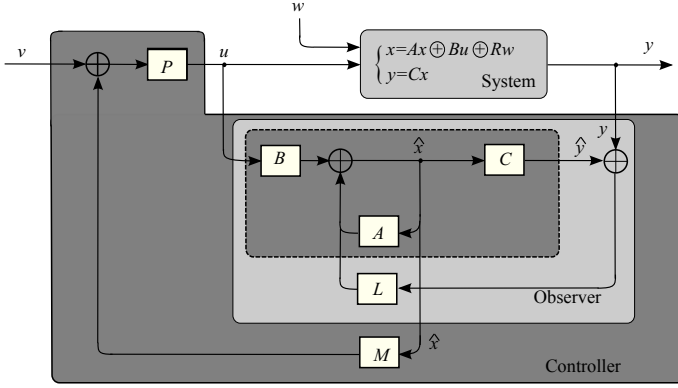 w
v
u
x=Ax⊕Bu⊕Rw
y=Cx
System
y
P
y
B
x̂
C
ŷ
A
L
Observer
M
x̂
Controller